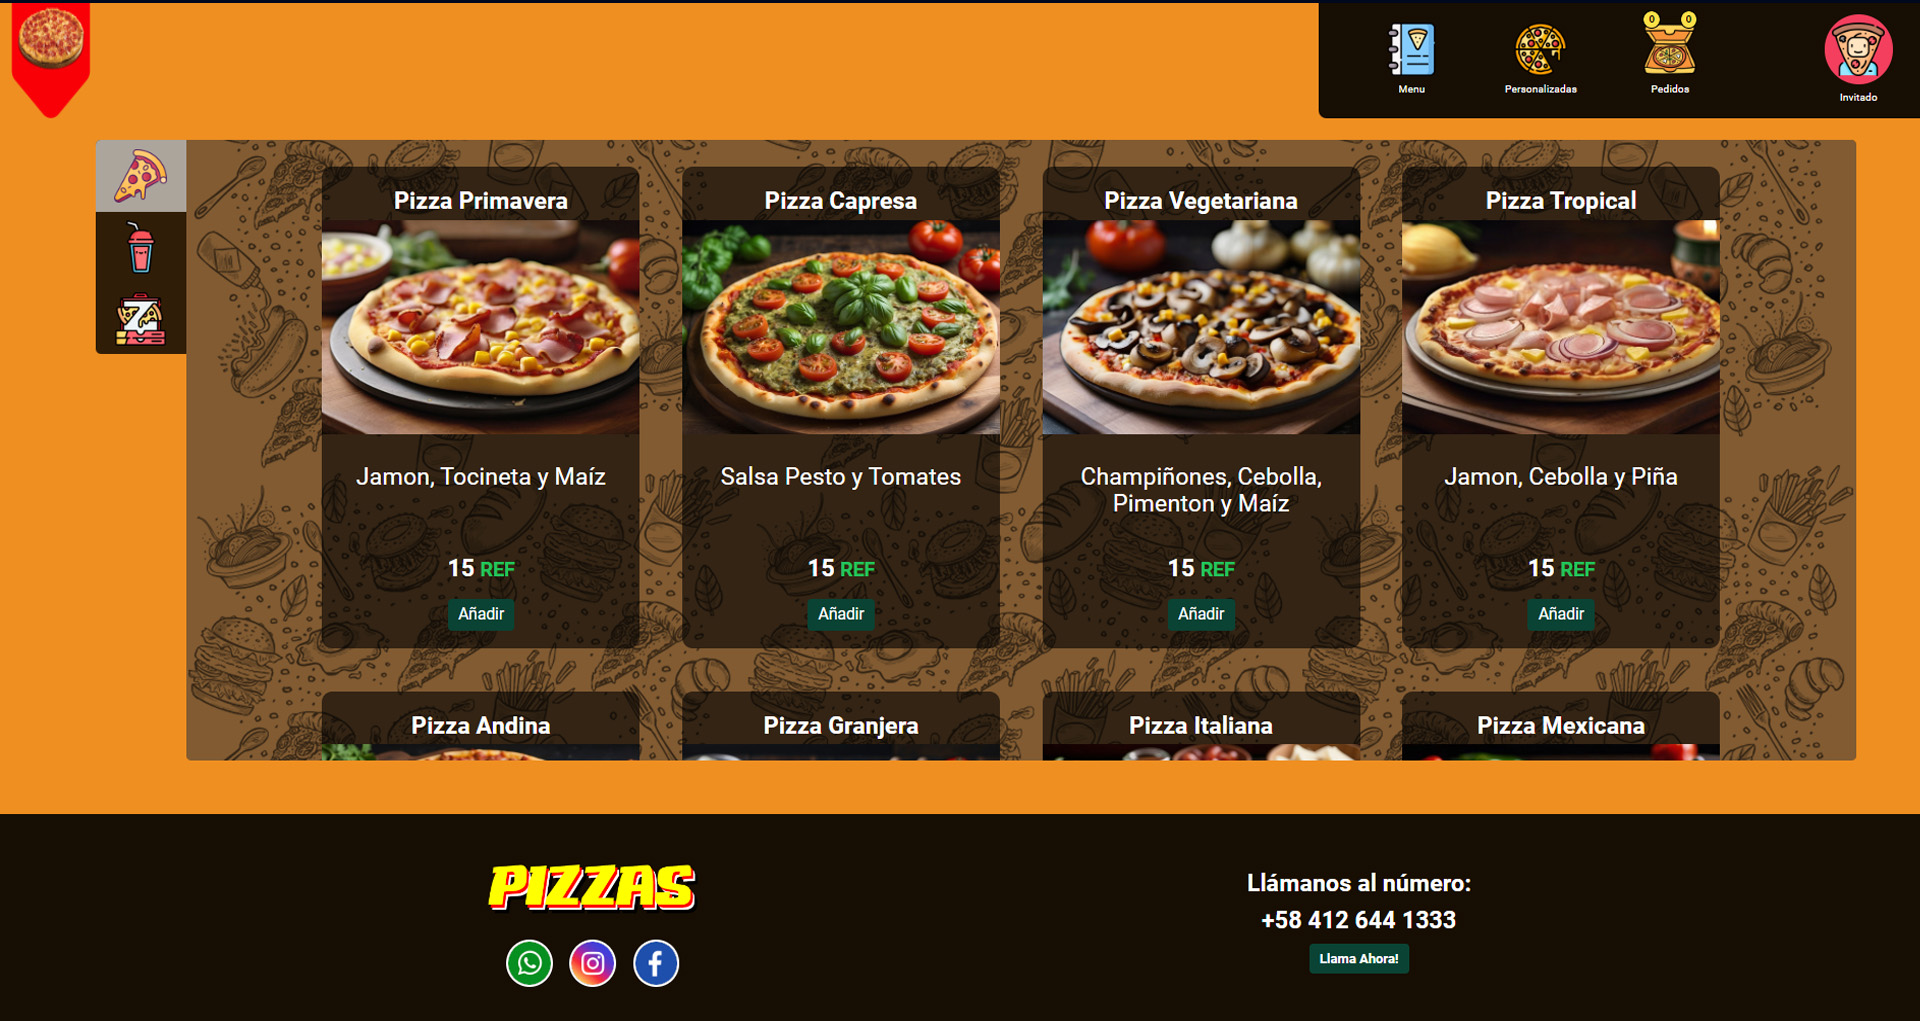 0 0
Menu
Personalizadas
Pedidos
Invitado
Pizza Primavera
Jamon, Tocineta y Maíz
15 REF
Añadir
Pizza Capresa
Salsa Pesto y Tomates
15 REF
Añadir
Pizza Vegetariana
Champiñones, Cebolla,
Pimenton y Maíz
15 REF
Añadir
Pizza Tropical
Jamon, Cebolla y Piña
15 REF
Añadir
Pizza Andina
Pizza Granjera
Pizza Italiana
Pizza Mexicana
PIZZAS
Llámanos al número:
+58 412 644 1333
Llama Ahora!